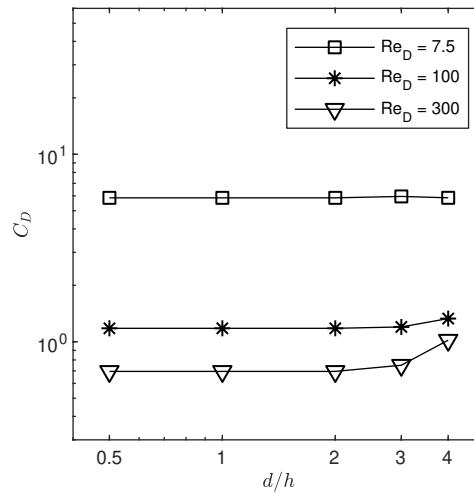 Re_D = 7.5
Re_D = 100
Re_D = 300
10^1
10^0
C_D
0.5 1 2 3 4
d/h